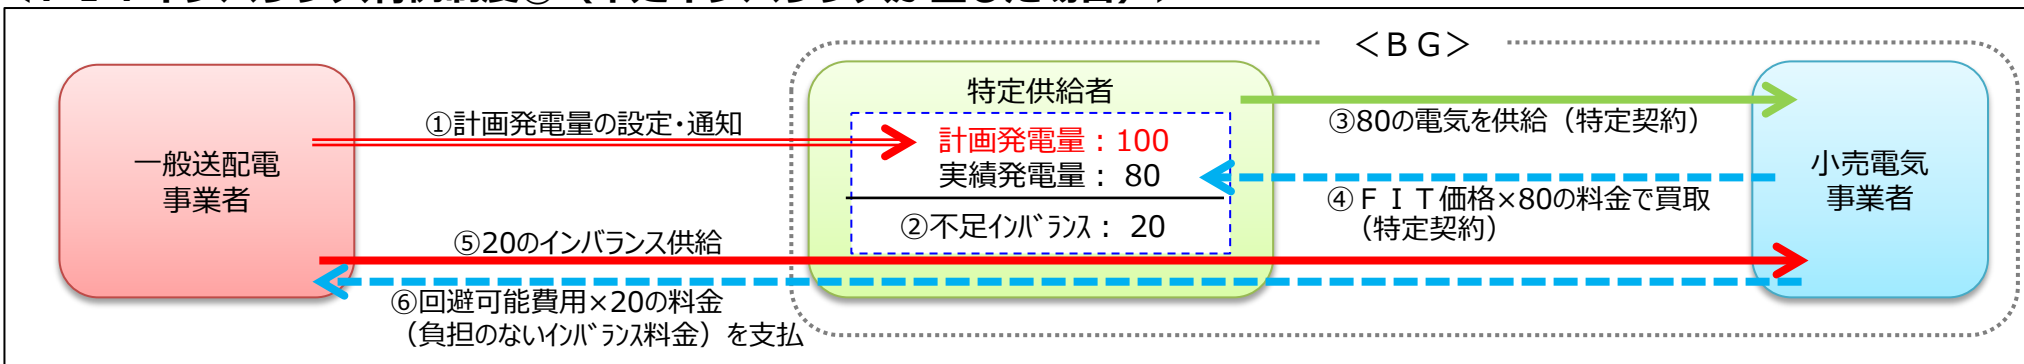 ＜ＢＧ＞
一般送配電
事業者
①計画発電量の設定・通知
特定供給者
計画発電量：100
実績発電量： 80
②不足ｲﾝﾊﾞﾗﾝｽ： 20
③80の電気を供給（特定契約）
④ＦＩＴ価格×80の料金で買取
（特定契約）
小売電気
事業者
⑤20のインバランス供給
⑥回避可能費用×20の料金
（負担のないｲﾝﾊﾞﾗﾝｽ料金）を支払